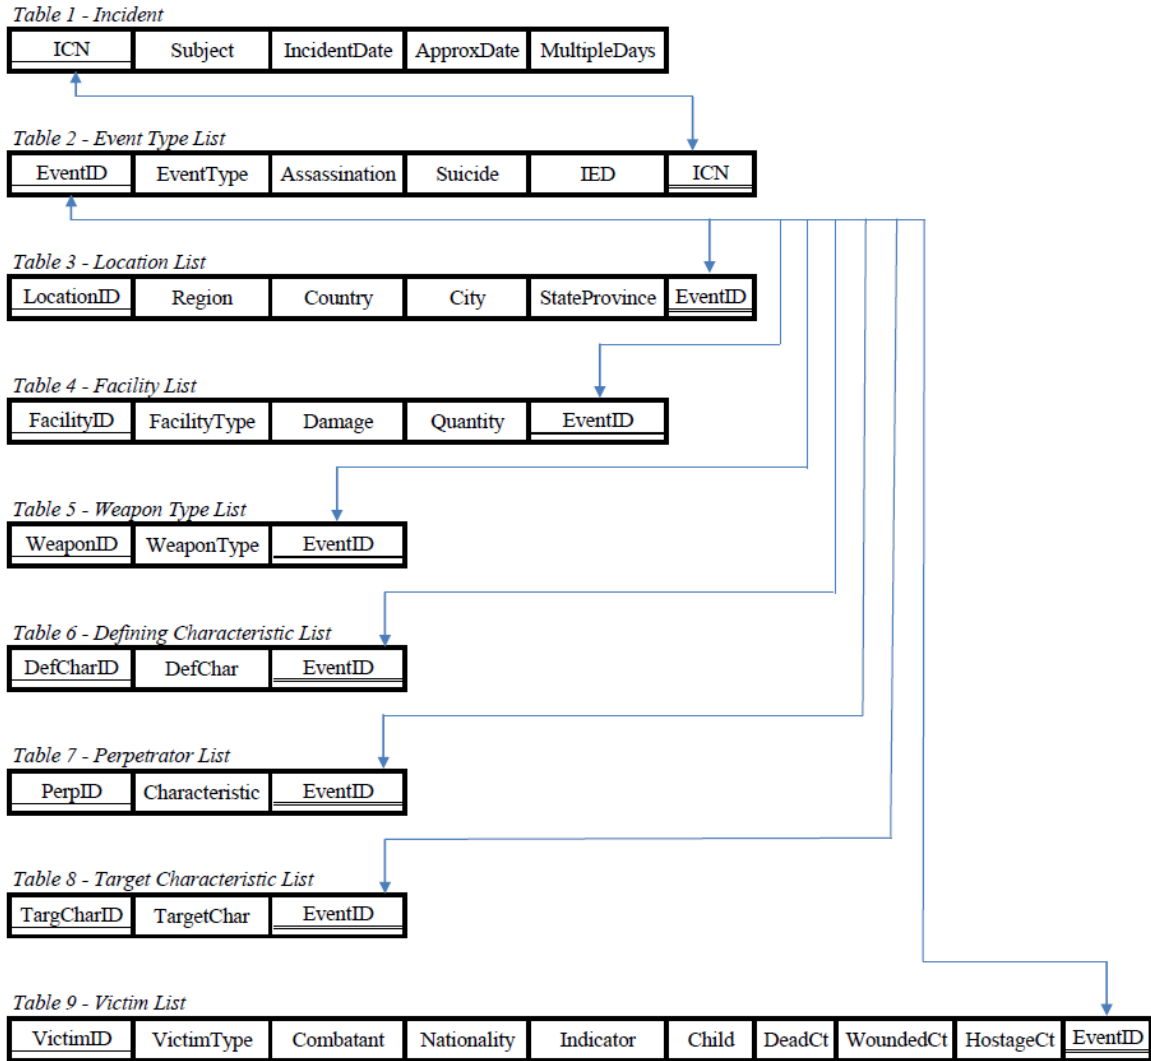 Table 1 - Incident
ICN Subject IncidentDate ApproxDate MultipleDays
Table 2 - Event Type List
EventID EventType Assassination Suicide IED ICN
Table 3 - Location List
LocationID Region Country City StateProvince EventID
Table 4 - Facility List
FacilityID FacilityType Damage Quantity EventID
Table 5 - Weapon Type List
WeaponID WeaponType EventID
Table 6 - Defining Characteristic List
DefCharID DefChar EventID
Table 7 - Perpetrator List
PerpID Characteristic EventID
Table 8 - Target Characteristic List
TargCharID TargetChar EventID
Table 9 - Victim List
VictimID VictimType Combatant Nationality Indicator Child DeadCt WoundedCt HostageCt EventID